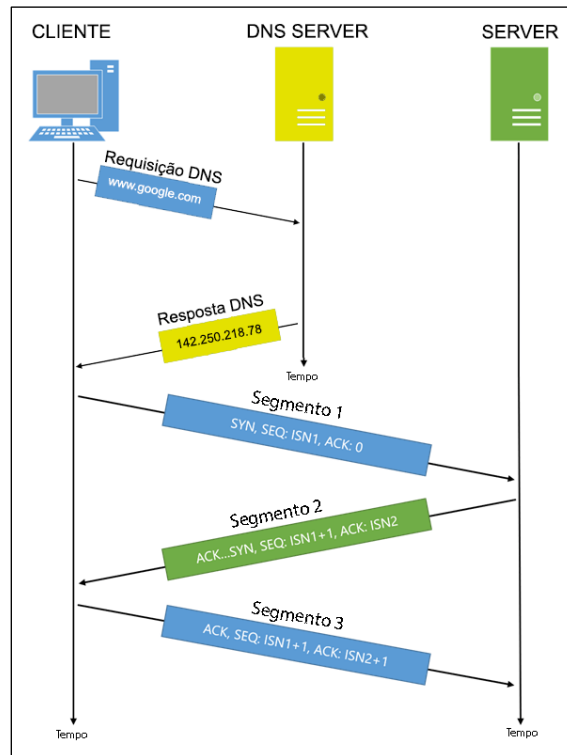 CLIENTE
DNS SERVER
SERVER
Requisição DNS
www.google.com
Resposta DNS
142.250.218.78
Tempo
Segmento 1
SYN, SEQ: ISN1, ACK: 0
Segmento 2
ACK...SYN, SEQ: ISN1+1, ACK: ISN2
Segmento 3
ACK, SEQ: ISN1+1, ACK: ISN2+1
Tempo
Tempo